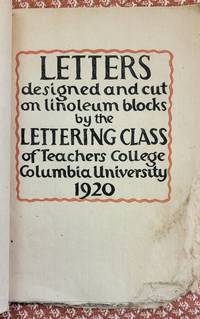 LETTERS
designed and cut
on linoleum blocks
by the
LETTERING CLASS
of Teachers College
Columbia University
1920